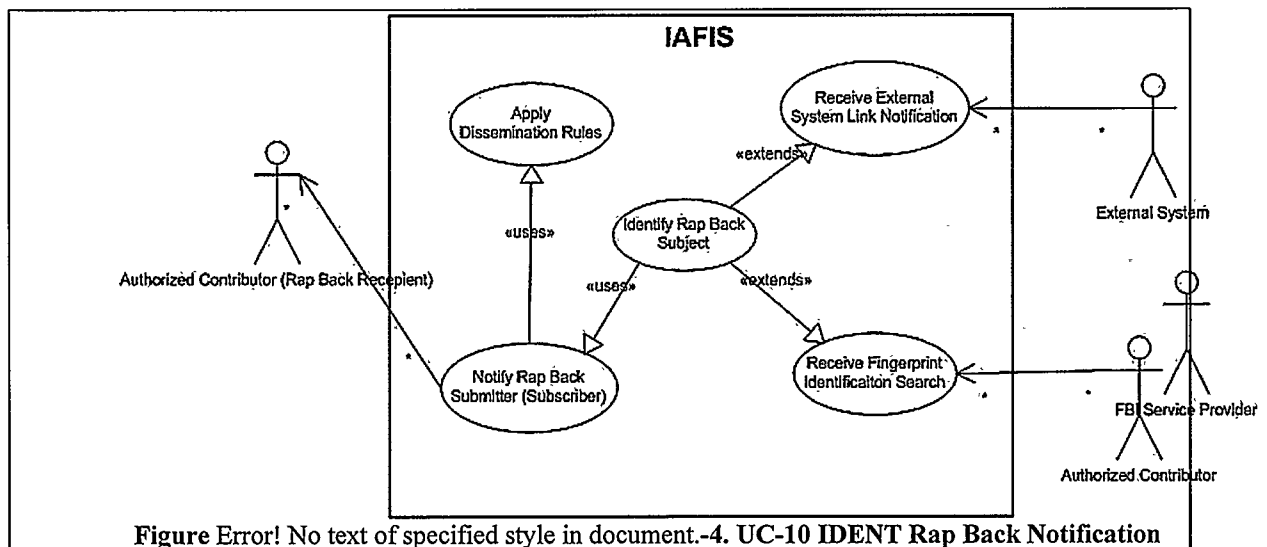 IAFIS
Apply
Dissemination Rules
Receive External
System Link Notification
«extends»
External System
«uses»
Identify Rap Back
Subject
Authorized Contributor (Rap Back Recepient)
«uses»
«extends»
Notify Rap Back
Submitter (Subscriber)
Receive Fingerprint
Identificaiton Search
FBI Service Provider
Authorized Contributor
Figure Error! No text of specified style in document.-4. UC-10 IDENT Rap Back Notification